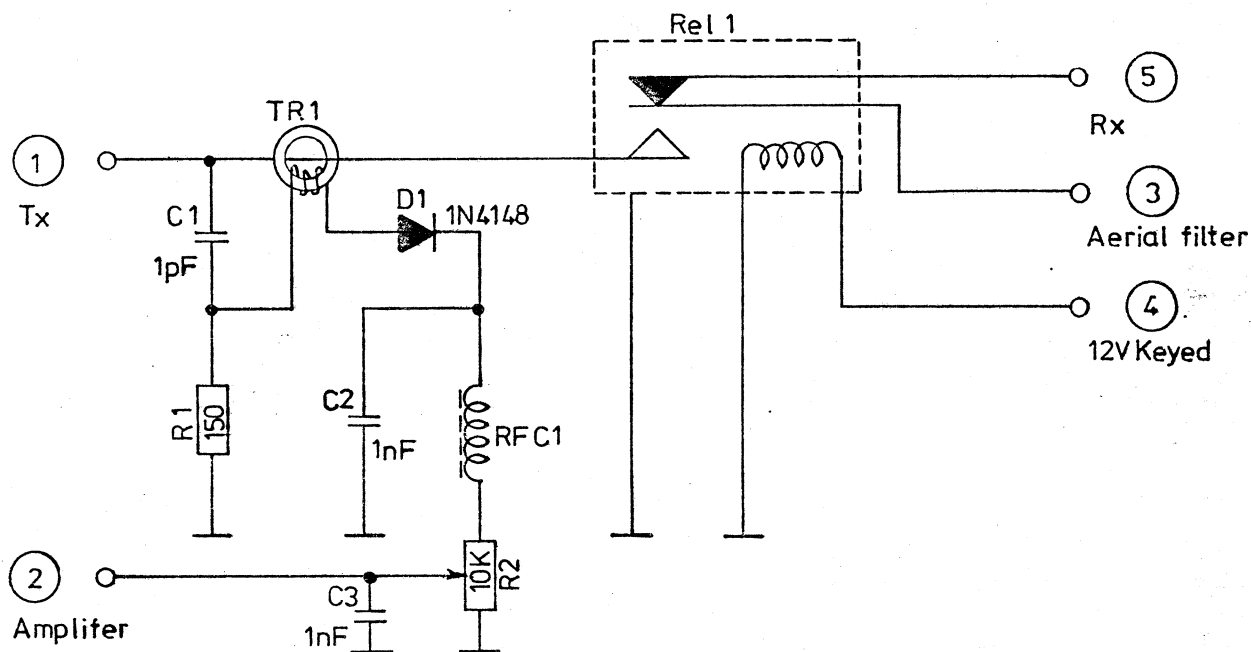 Rel 1
5
Rx
TR1
1
Tx
C1
1pF
D1
1N4148
3
Aerial filter
4
12V Keyed
R1
150
C2
1nF
RFC1
2
Amplifer
C3
1nF
10K
R2